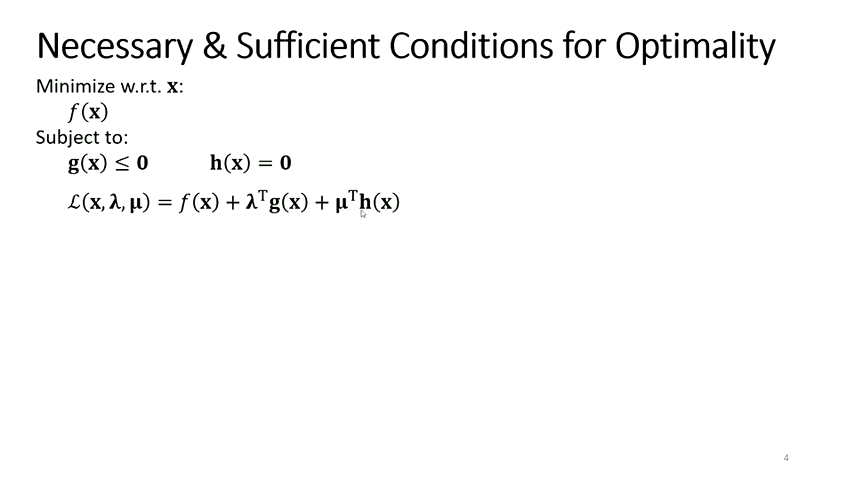 Necessary & Sufficient Conditions for Optimality
Minimize w.r.t. 𝐱:
𝑓(𝐱)
Subject to:
𝐠(𝐱) ≤ 𝟎 𝐡(𝐱) = 𝟎
ℒ(𝐱, 𝛌, 𝛍) = 𝑓(𝐱) + 𝛌ᵀ𝐠(𝐱) + 𝛍ᵀ𝐡(𝐱)
4